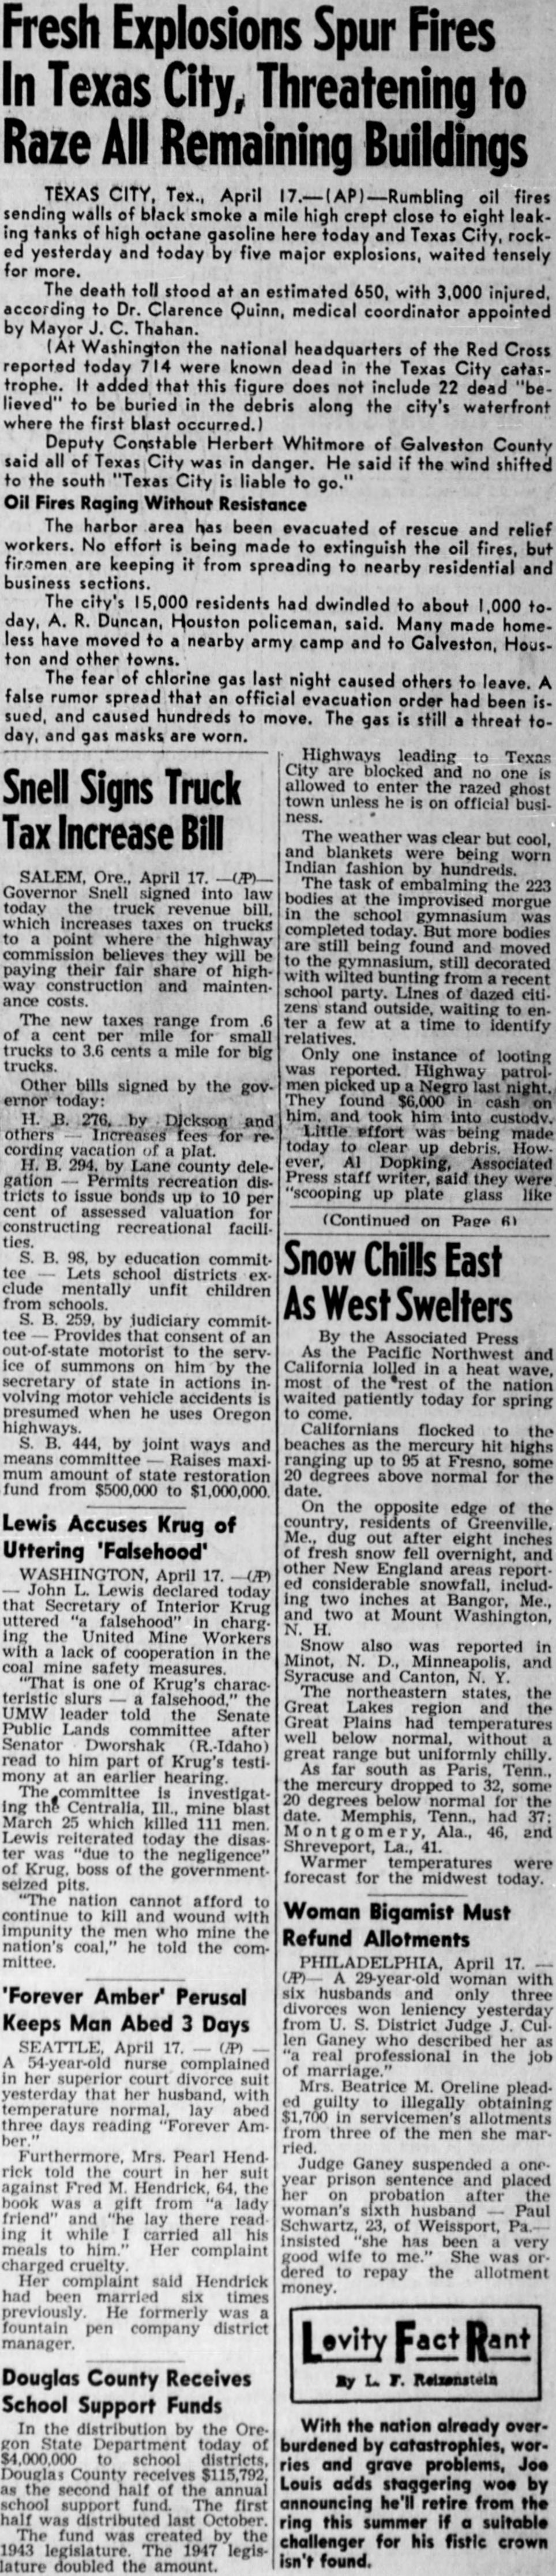 Fresh Explosions Spur Fires
In Texas City, Threatening to
Raze All Remaining Buildings
TEXAS CITY, Tex., April 17.—(AP)—Rumbling oil fires
sending walls of black smoke a mile high crept close to eight leak-
ing tanks of high octane gasoline here today and Texas City, rock-
ed yesterday and today by five major explosions, waited tensely
for more.
The death toll stood at an estimated 650, with 3,000 injured,
according to Dr. Clarence Quinn, medical coordinator appointed
by Mayor J. C. Thahan.
(At Washington the national headquarters of the Red Cross
reported today 714 were known dead in the Texas City catas-
trophe. It added that this figure does not include 22 dead "be-
lieved" to be buried in the debris along the city's waterfront
where the first blast occurred.)
Deputy Constable Herbert Whitmore of Galveston County
said all of Texas City was in danger. He said if the wind shifted
to the south "Texas City is liable to go."
Oil Fires Raging Without Resistance
The harbor area has been evacuated of rescue and relief
workers. No effort is being made to extinguish the oil fires, but
firemen are keeping it from spreading to nearby residential and
business sections.
The city's 15,000 residents had dwindled to about 1,000 to-
day, A. R. Duncan, Houston policeman, said. Many made home-
less have moved to a nearby army camp and to Galveston, Hous-
ton and other towns.
The fear of chlorine gas last night caused others to leave. A
false rumor spread that an official evacuation order had been is-
sued, and caused hundreds to move. The gas is still a threat to-
day, and gas masks are worn.
Highways leading to Texas
City are blocked and no one is
allowed to enter the razed ghost
town unless he is on official busi-
ness.
The weather was clear but cool,
and blankets were being worn
Indian fashion by hundreds.
The task of embalming the 223
bodies at the improvised morgue
in the school gymnasium was
completed today. But more bodies
are still being found and moved
to the gymnasium, still decorated
with wilted bunting from a recent
school party. Lines of dazed citi-
zens stand outside, waiting to en-
ter a few at a time to identify
relatives.
Only one instance of looting
was reported. Highway patrol-
men picked up a Negro last night.
They found $6,000 in cash on
him, and took him into custody.
Little effort was being made
today to clear up debris. How-
ever, Al Dopking, Associated
Press staff writer, said they were
"scooping up plate glass like
(Continued on Page 6)
Snell Signs Truck
Tax Increase Bill
SALEM, Ore., April 17. —(AP)—
Governor Snell signed into law
today the truck revenue bill,
which increases taxes on trucks
to a point where the highway
commission believes they will be
paying their fair share of high-
way construction and mainten-
ance costs.
The new taxes range from .6
of a cent per mile for small
trucks to 3.6 cents a mile for big
trucks.
Other bills signed by the gov-
ernor today:
H. B. 276, by Dickson and
others — Increases fees for re-
cording vacation of a plat.
H. B. 294, by Lane county dele-
gation — Permits recreation dis-
tricts to issue bonds up to 10 per
cent of assessed valuation for
constructing recreational facili-
ties.
S. B. 98, by education commit-
tee — Lets school districts ex-
clude mentally unfit children
from schools.
S. B. 259, by judiciary commit-
tee — Provides that consent of an
out-of-state motorist to the serv-
ice of summons on him by the
secretary of state in actions in-
volving motor vehicle accidents is
presumed when he uses Oregon
highways.
S. B. 444, by joint ways and
means committee — Raises maxi-
mum amount of state restoration
fund from $500,000 to $1,000,000.
Lewis Accuses Krug of
Uttering 'Falsehood'
WASHINGTON, April 17. —(AP)
— John L. Lewis declared today
that Secretary of Interior Krug
uttered "a falsehood" in charg-
ing the United Mine Workers
with a lack of cooperation in the
coal mine safety measures.
"That is one of Krug's charac-
teristic slurs — a falsehood," the
UMW leader told the Senate
Public Lands committee after
Senator Dworshak (R.-Idaho)
read to him part of Krug's testi-
mony at an earlier hearing.
The committee is investigat-
ing the Centralia, Ill., mine blast
March 25 which killed 111 men.
Lewis reiterated today the disas-
ter was "due to the negligence"
of Krug, boss of the government-
seized pits.
"The nation cannot afford to
continue to kill and wound with
impunity the men who mine the
nation's coal," he told the com-
mittee.
'Forever Amber' Perusal
Keeps Man Abed 3 Days
SEATTLE, April 17. — (AP) —
A 54-year-old nurse complained
in her superior court divorce suit
yesterday that her husband, with
temperature normal, lay abed
three days reading "Forever Am-
ber."
Furthermore, Mrs. Pearl Hend-
rick told the court in her suit
against Fred M. Hendrick, 64, the
book was a gift from "a lady
friend" and "he lay there read-
ing it while I carried all his
meals to him." Her complaint
charged cruelty.
Her complaint said Hendrick
had been married six times
previously. He formerly was a
fountain pen company district
manager.
Douglas County Receives
School Support Funds
In the distribution by the Ore-
gon State Department today of
$4,000,000 to school districts,
Douglas County receives $115,792,
as the second half of the annual
school support fund. The first
half was distributed last October.
The fund was created by the
1943 legislature. The 1947 legis-
lature doubled the amount.
Snow Chills East
As West Swelters
By the Associated Press
As the Pacific Northwest and
California lolled in a heat wave,
most of the rest of the nation
waited patiently today for spring
to come.
Californians flocked to the
beaches as the mercury hit highs
ranging up to 95 at Fresno, some
20 degrees above normal for the
date.
On the opposite edge of the
country, residents of Greenville,
Me., dug out after eight inches
of fresh snow fell overnight, and
other New England areas report-
ed considerable snowfall, includ-
ing two inches at Bangor, Me.,
and two at Mount Washington,
N. H.
Snow also was reported in
Minot, N. D., Minneapolis, and
Syracuse and Canton, N. Y.
The northeastern states, the
Great Lakes region and the
Great Plains had temperatures
well below normal, without a
great range but uniformly chilly.
As far south as Paris, Tenn.,
the mercury dropped to 32, some
20 degrees below normal for the
date. Memphis, Tenn., had 37;
Montgomery, Ala., 46, and
Shreveport, La., 41.
Warmer temperatures were
forecast for the midwest today.
Woman Bigamist Must
Refund Allotments
PHILADELPHIA, April 17. —
(AP)— A 29-year-old woman with
six husbands and only three
divorces won leniency yesterday
from U. S. District Judge J. Cul-
len Ganey who described her as
"a real professional in the job
of marriage."
Mrs. Beatrice M. Oreline plead-
ed guilty to illegally obtaining
$1,700 in servicemen's allotments
from three of the men she mar-
ried.
Judge Ganey suspended a one-
year prison sentence and placed
her on probation after the
woman's sixth husband — Paul
Schwartz, 23, of Weissport, Pa.—
insisted "she has been a very
good wife to me." She was or-
dered to repay the allotment
money.
Levity Fact Rant
By L. F. Reizenstein
With the nation already over-
burdened by catastrophies, wor-
ries and grave problems, Joe
Louis adds staggering woe by
announcing he'll retire from the
ring this summer if a suitable
challenger for his fistic crown
isn't found.